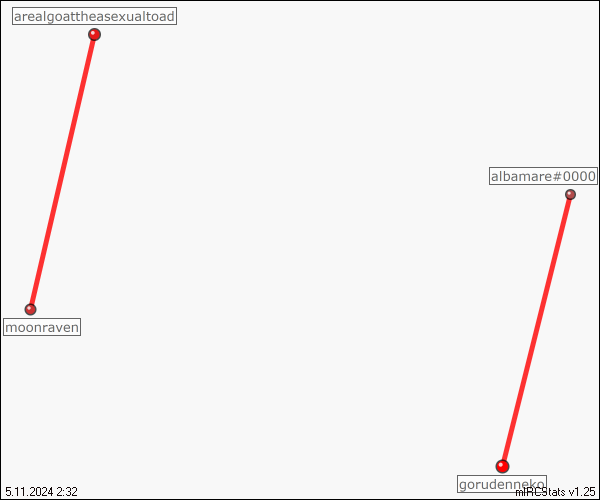 arealgoattheasexualtoad
albamare#0000
moonraven
gorudenneko
5.11.2024 2:32
mIRCStats v1.25